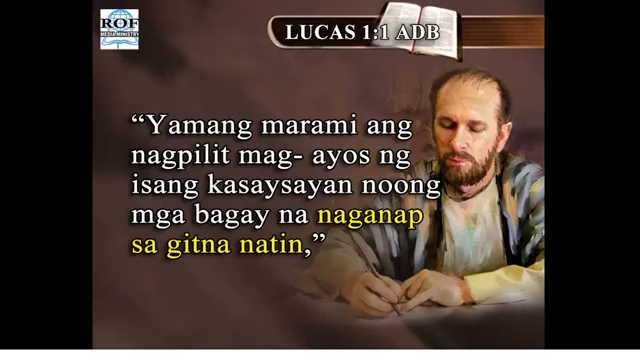 ROF
MEDIA MINISTRY
LUCAS 1:1 ADB
“Yamang marami ang
nagpilit mag- ayos ng
isang kasaysayan noong
mga bagay na naganap
sa gitna natin,”